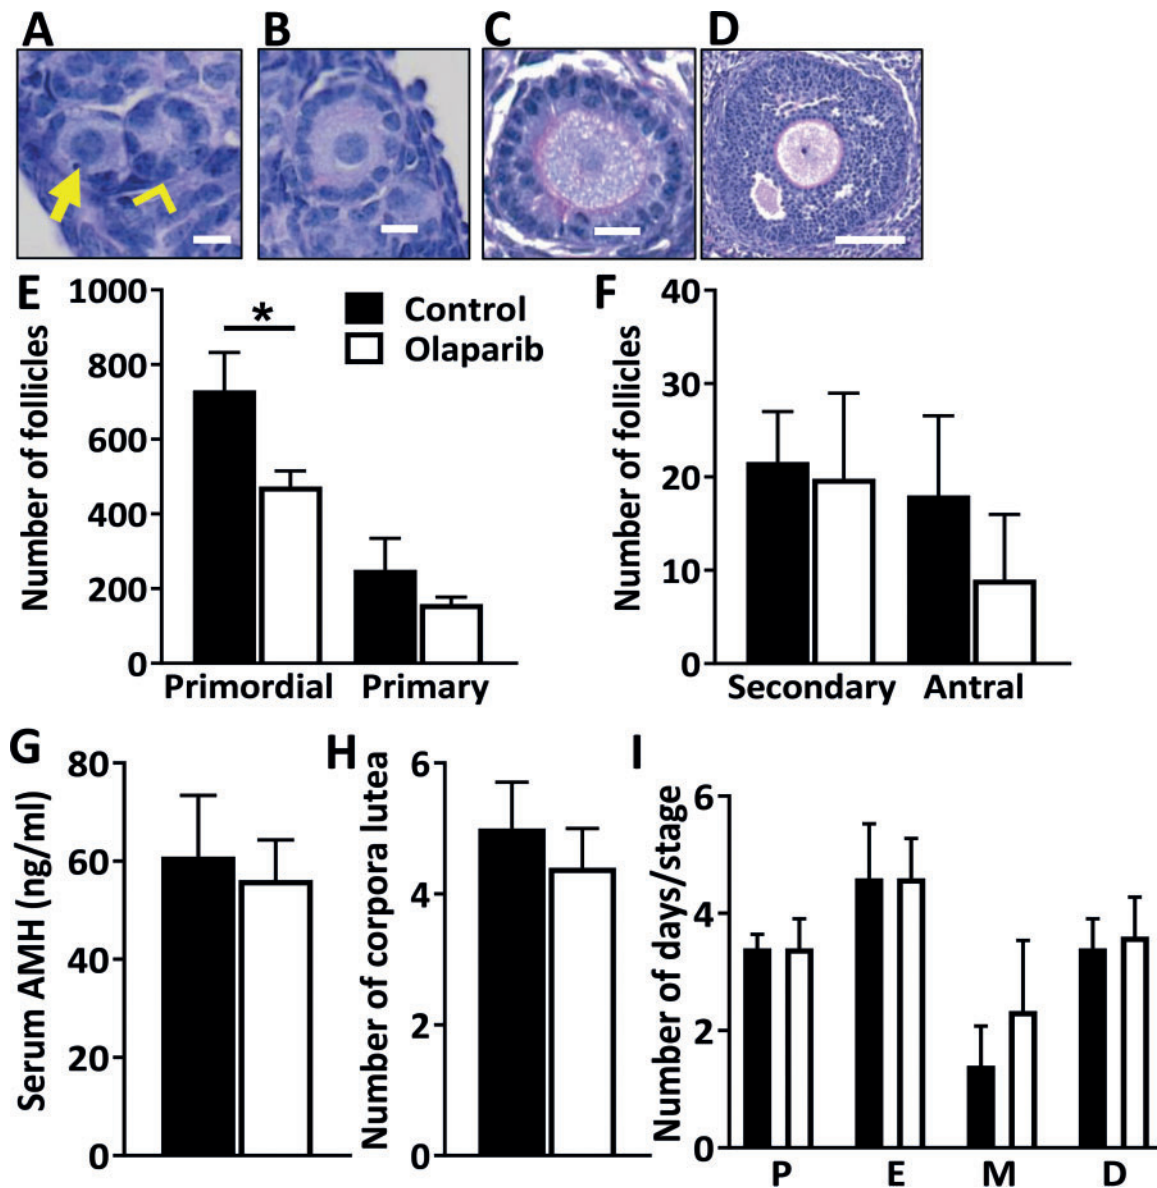 A
B
C
D
E
Number of follicles
1000
800
600
400
200
0
*
Control
Olaparib
Primordial
Primary
F
Number of follicles
40
30
20
10
0
Secondary
Antral
G
Serum AMH (ng/ml)
80
60
40
20
0
H
Number of corpora lutea
6
4
2
0
I
Number of days/stage
6
4
2
0
P
E
M
D